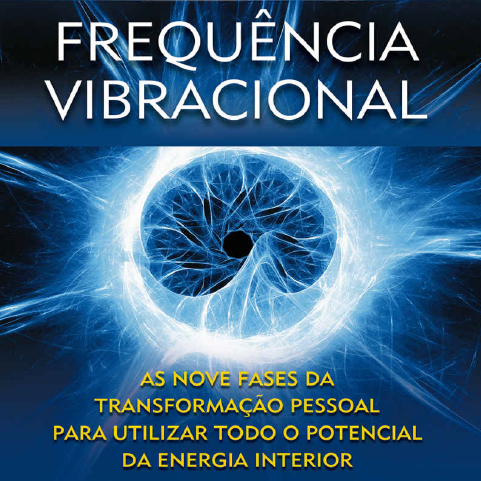 FREQUÊNCIA
VIBRACIONAL
AS NOVE FASES DA
TRANSFORMAÇÃO PESSOAL
PARA UTILIZAR TODO O POTENCIAL
DA ENERGIA INTERIOR